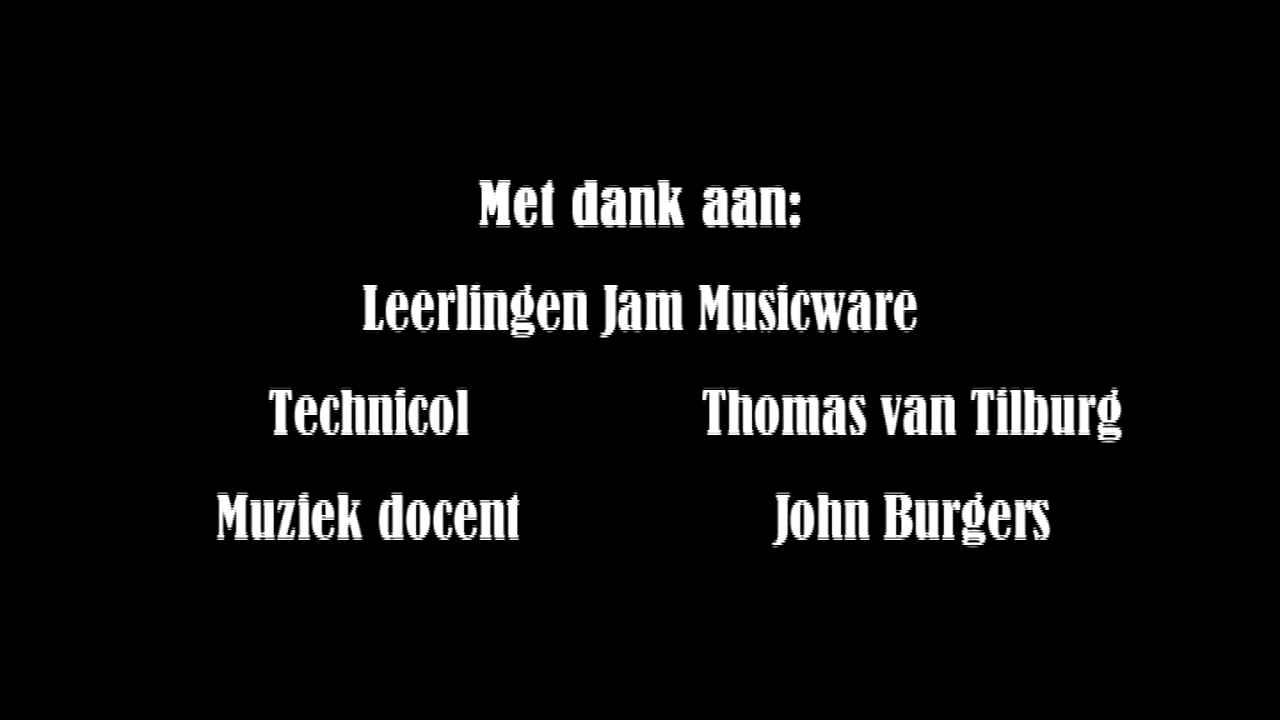 Met dank aan:
Leerlingen Jam Musicware
Technicol Thomas van Tilburg
Muziek docent John Burgers